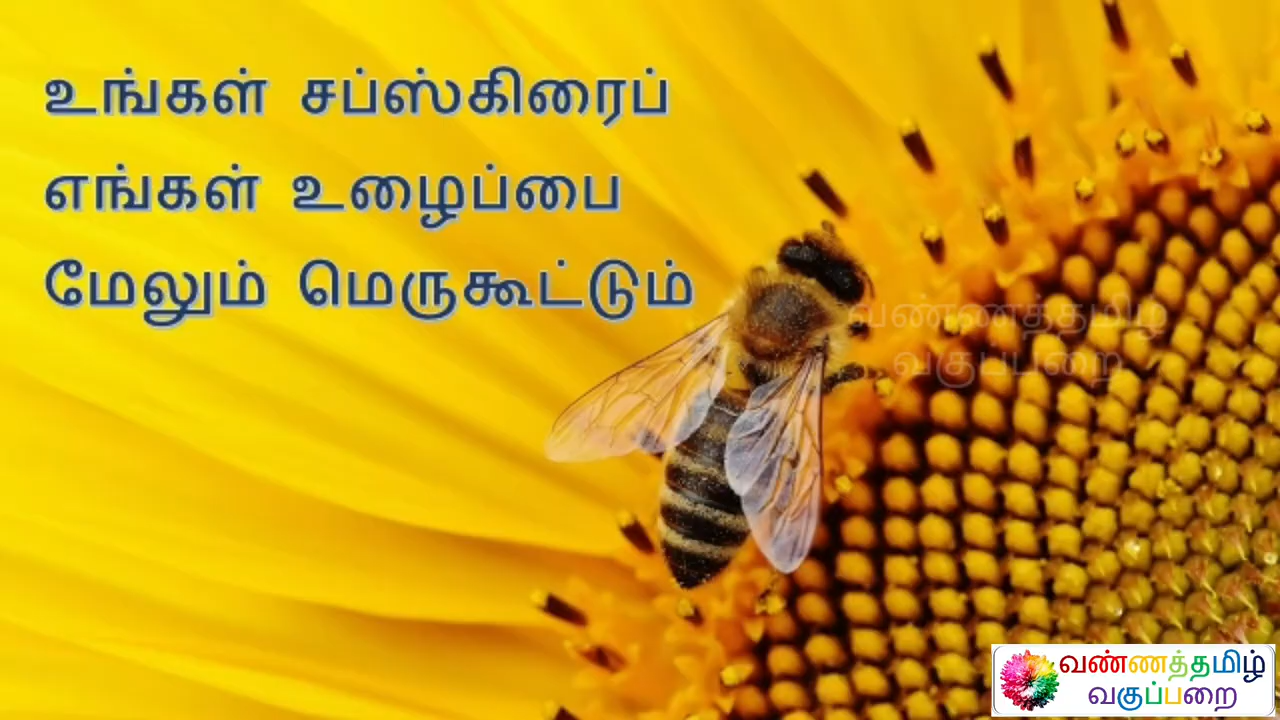 உங்கள் சப்ஸ்கிரைப்
எங்கள் உழைப்பை
மேலும் மெருகூட்டும்
வண்ணத்தமிழ்
வகுப்பறை
வண்ணத்தமிழ்
வகுப்பறை